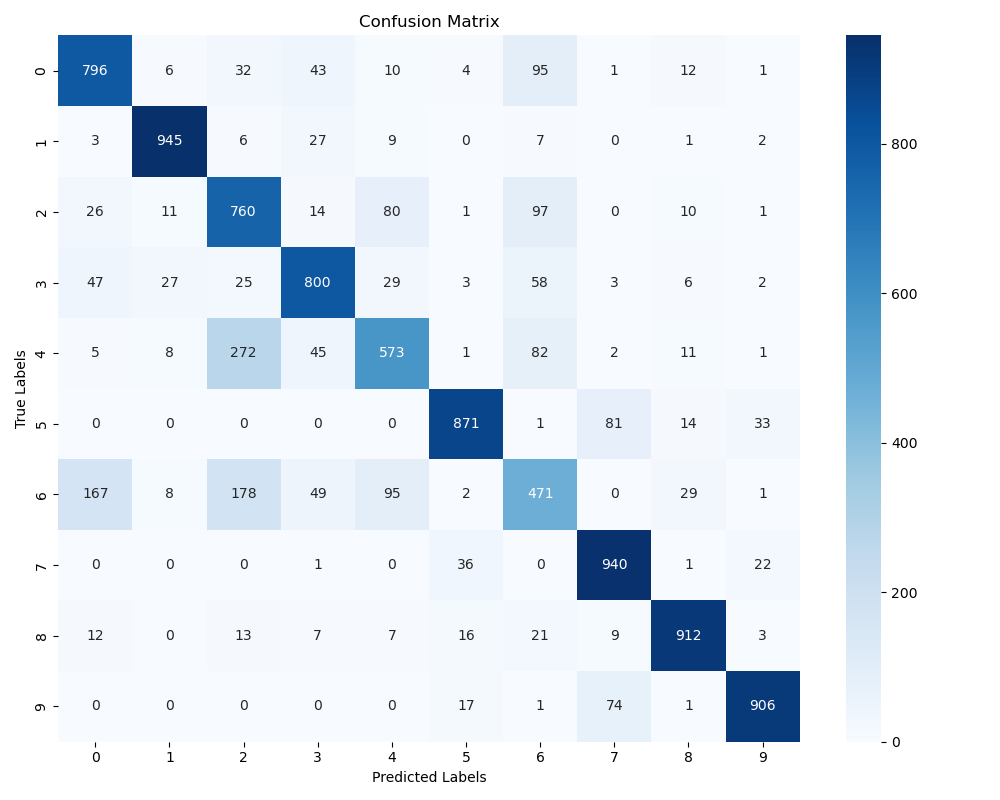 Confusion Matrix
0 796 6 32 43 10 4 95 1 12 1
1 3 945 6 27 9 0 7 0 1 2
2 26 11 760 14 80 1 97 0 10 1
3 47 27 25 800 29 3 58 3 6 2
4 5 8 272 45 573 1 82 2 11 1
5 0 0 0 0 0 871 1 81 14 33
6 167 8 178 49 95 2 471 0 29 1
7 0 0 0 1 0 36 0 940 1 22
8 12 0 13 7 7 16 21 9 912 3
9 0 0 0 0 0 17 1 74 1 906
0 1 2 3 4 5 6 7 8 9
Predicted Labels
True Labels
800
600
400
200
0